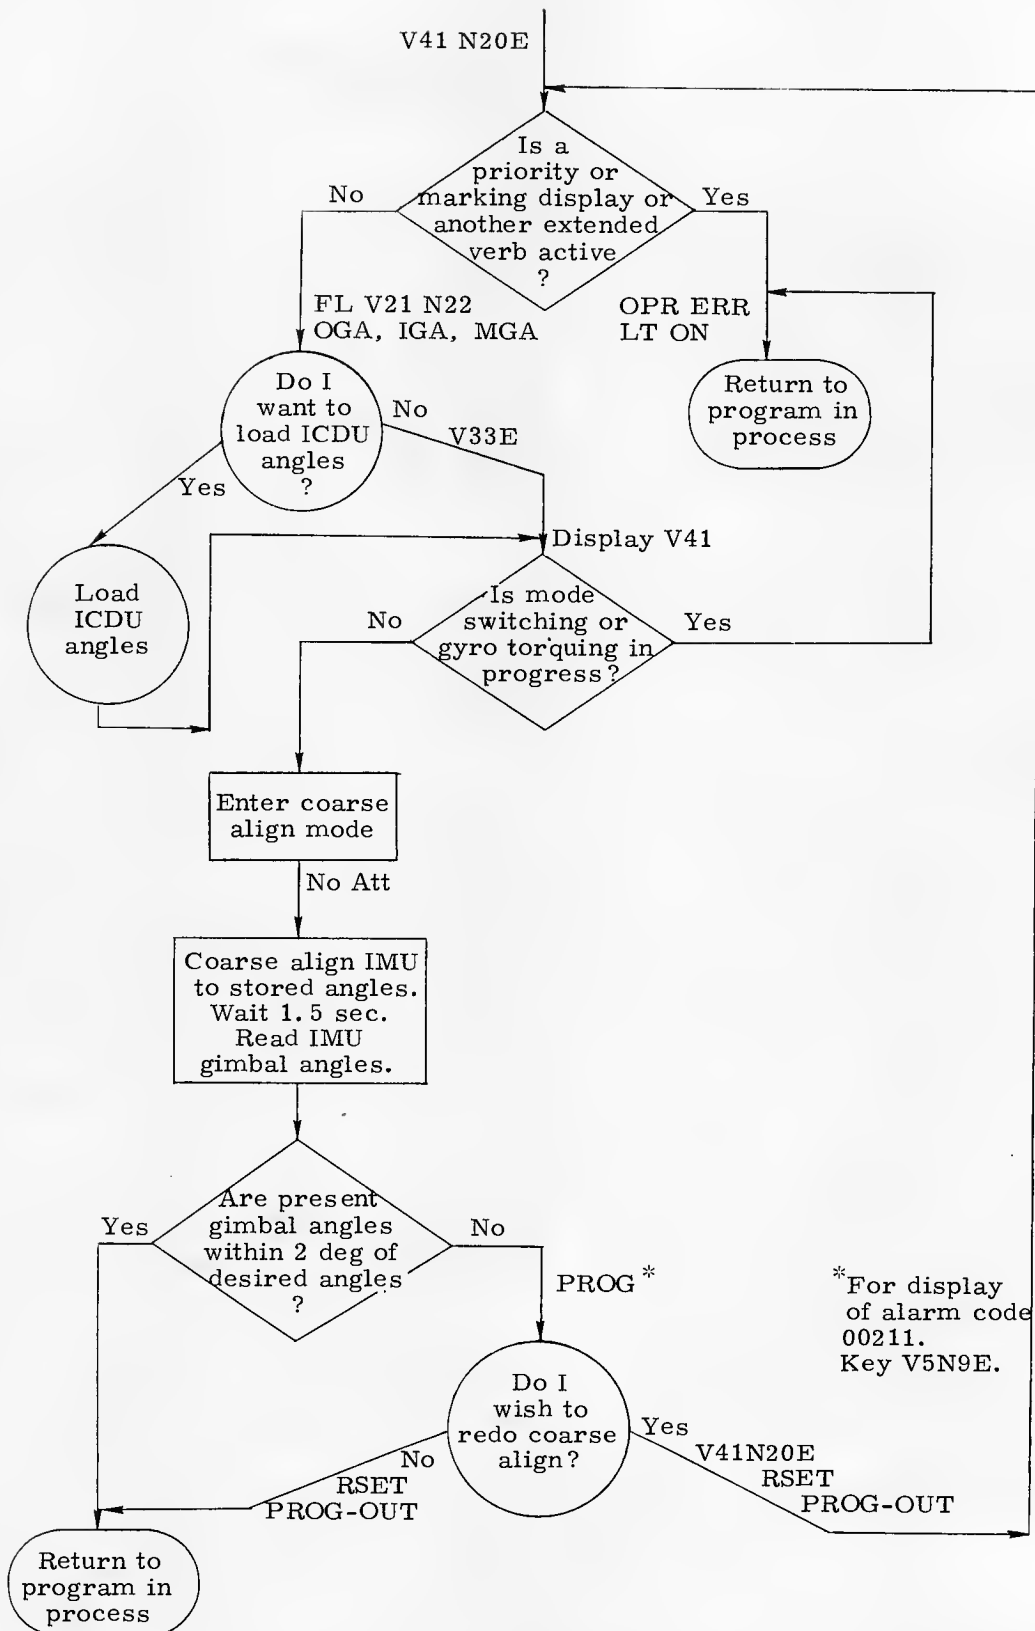 V41 N20E
Is a
priority or
marking display or
another extended
verb active
?
No
Yes
FL V21 N22
OGA, IGA, MGA
OPR ERR
LT ON
Do I
want to
load ICDU
angles
?
No
V33E
Yes
Return to
program in
process
Load
ICDU
angles
Display V41
Is mode
switching or
gyro torquing in
progress?
No
Yes
Enter coarse
align mode
No Att
Coarse align IMU
to stored angles.
Wait 1.5 sec.
Read IMU
gimbal angles.
Are present
gimbal angles
within 2 deg of
desired angles
?
Yes
No
PROG*
*For display
of alarm code
00211.
Key V5N9E.
Do I
wish to
redo coarse
align?
No
RSET
PROG-OUT
Yes
V41N20E
RSET
PROG-OUT
Return to
program in
process